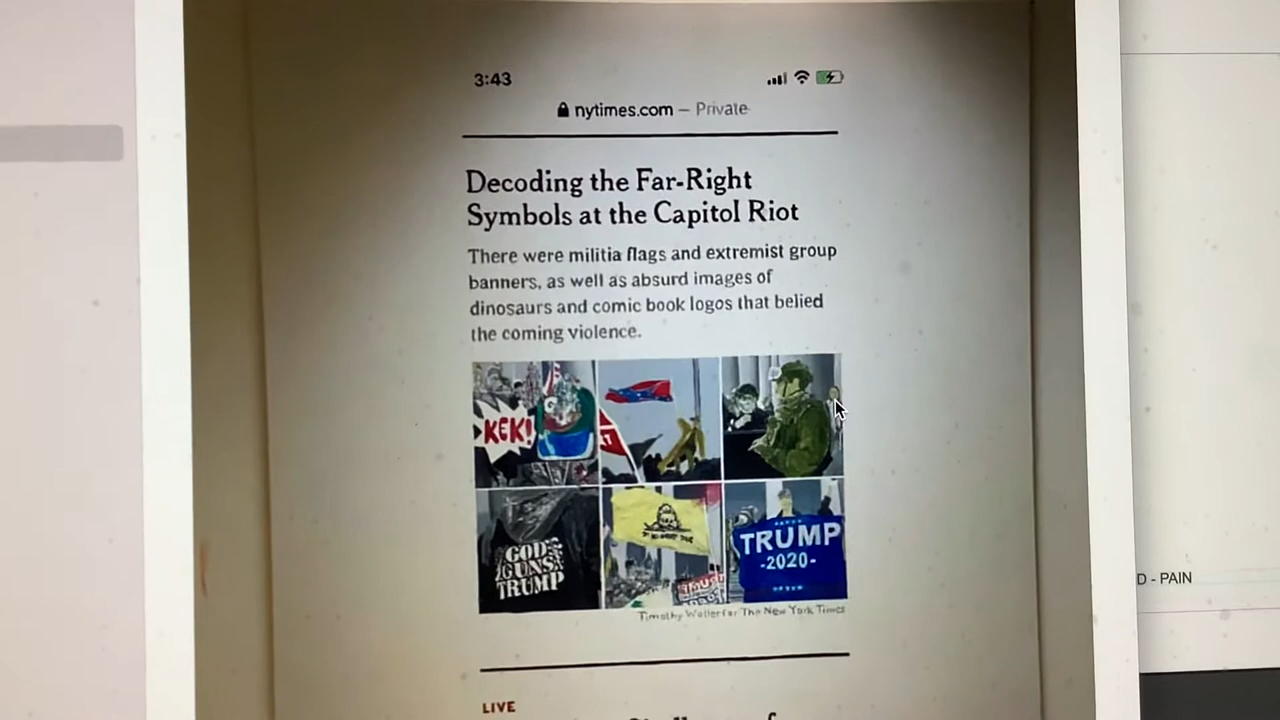 3:43
nytimes.com — Private
Decoding the Far-Right
Symbols at the Capitol Riot
There were militia flags and extremist group
banners, as well as absurd images of
dinosaurs and comic book logos that belied
the coming violence.
KEK!
GOD
GUNS
TRUMP
TRUMP
-2020-
D - PAIN
Timothy Waller for The New York Times
LIVE